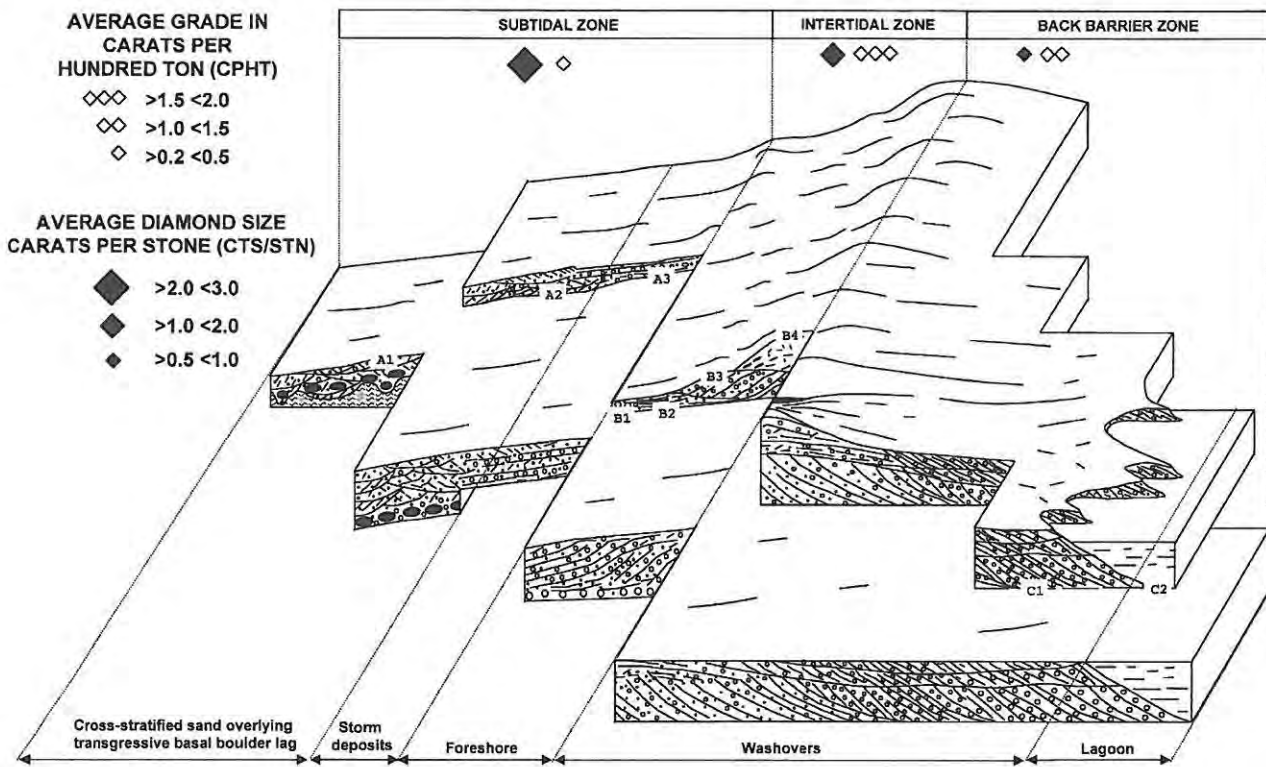 AVERAGE GRADE IN
CARATS PER
HUNDRED TON (CPHT)
>1.5 <2.0
>1.0 <1.5
>0.2 <0.5
AVERAGE DIAMOND SIZE
CARATS PER STONE (CTS/STN)
>2.0 <3.0
>1.0 <2.0
>0.5 <1.0
SUBTIDAL ZONE
INTERTIDAL ZONE
BACK BARRIER ZONE
A1
A2
A3
B1
B2
B3
B4
C1
C2
Cross-stratified sand overlying
transgressive basal boulder lag
Storm
deposits
Foreshore
Washovers
Lagoon